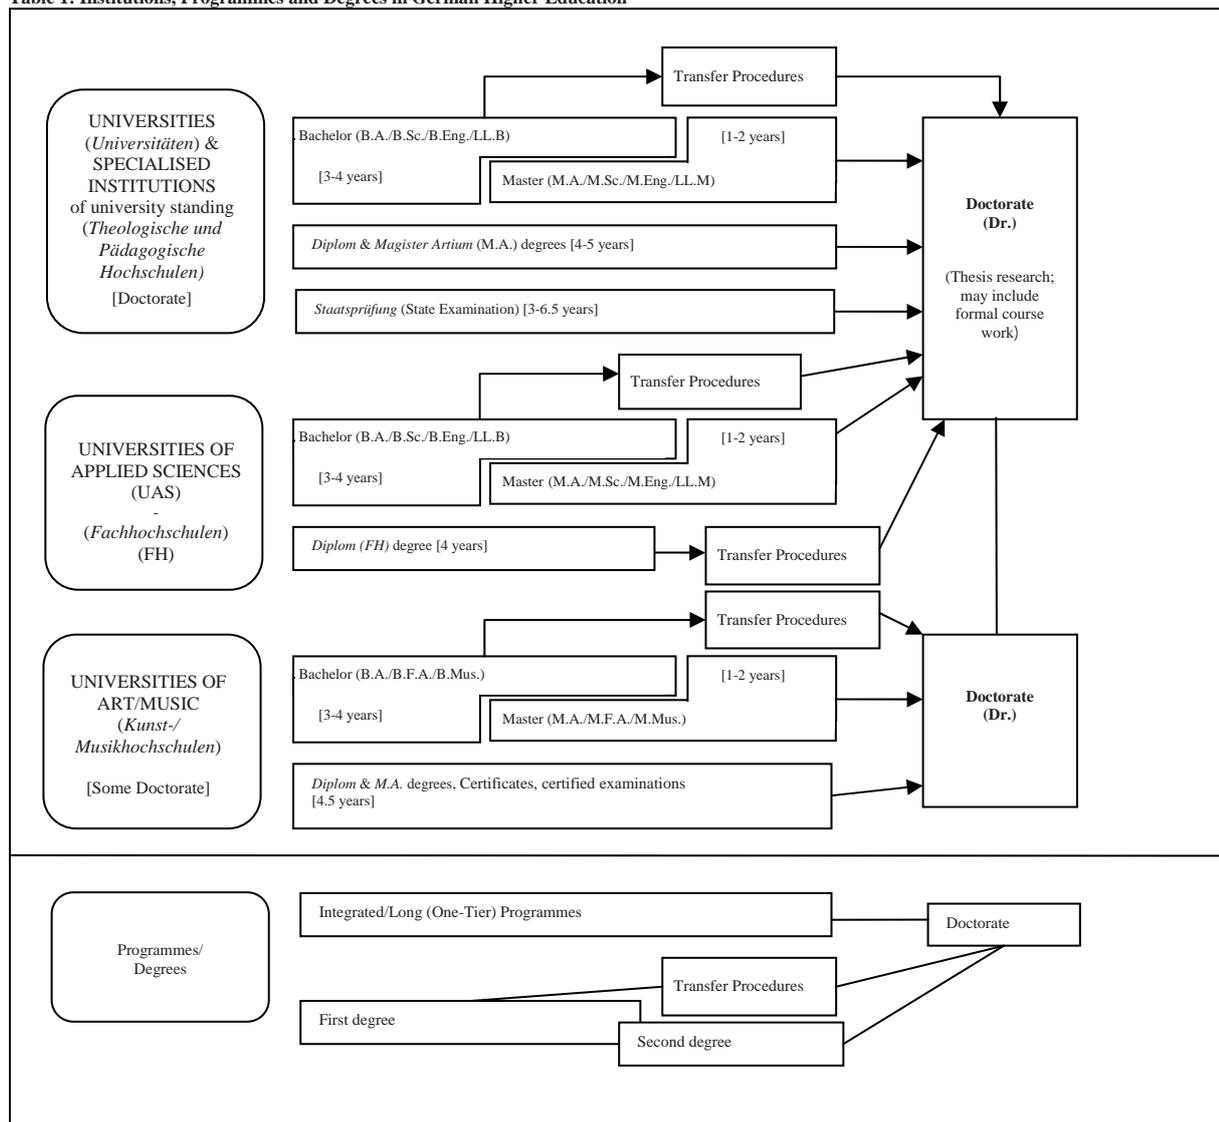 Table 1: Institutions, Programmes and Degrees in German Higher Education
UNIVERSITIES
(Universitäten) &
SPECIALISED
INSTITUTIONS
of university standing
(Theologische und
Pädagogische
Hochschulen)
[Doctorate]
Transfer Procedures
Bachelor (B.A./B.Sc./B.Eng./LL.B)
[3-4 years]
[1-2 years]
Master (M.A./M.Sc./M.Eng./LL.M)
Diplom & Magister Artium (M.A.) degrees [4-5 years]
Staatsprüfung (State Examination) [3-6.5 years]
Doctorate
(Dr.)
(Thesis research;
may include
formal course
work)
UNIVERSITIES OF
APPLIED SCIENCES
(UAS)
-
(Fachhochschulen)
(FH)
Transfer Procedures
Bachelor (B.A./B.Sc./B.Eng./LL.B)
[3-4 years]
[1-2 years]
Master (M.A./M.Sc./M.Eng./LL.M)
Diplom (FH) degree [4 years]
Transfer Procedures
UNIVERSITIES OF
ART/MUSIC
(Kunst-/
Musikhochschulen)
[Some Doctorate]
Transfer Procedures
Bachelor (B.A./B.F.A./B.Mus.)
[3-4 years]
[1-2 years]
Master (M.A./M.F.A./M.Mus.)
Diplom & M.A. degrees, Certificates, certified examinations
[4.5 years]
Doctorate
(Dr.)
Programmes/
Degrees
Integrated/Long (One-Tier) Programmes
Doctorate
Transfer Procedures
First degree
Second degree